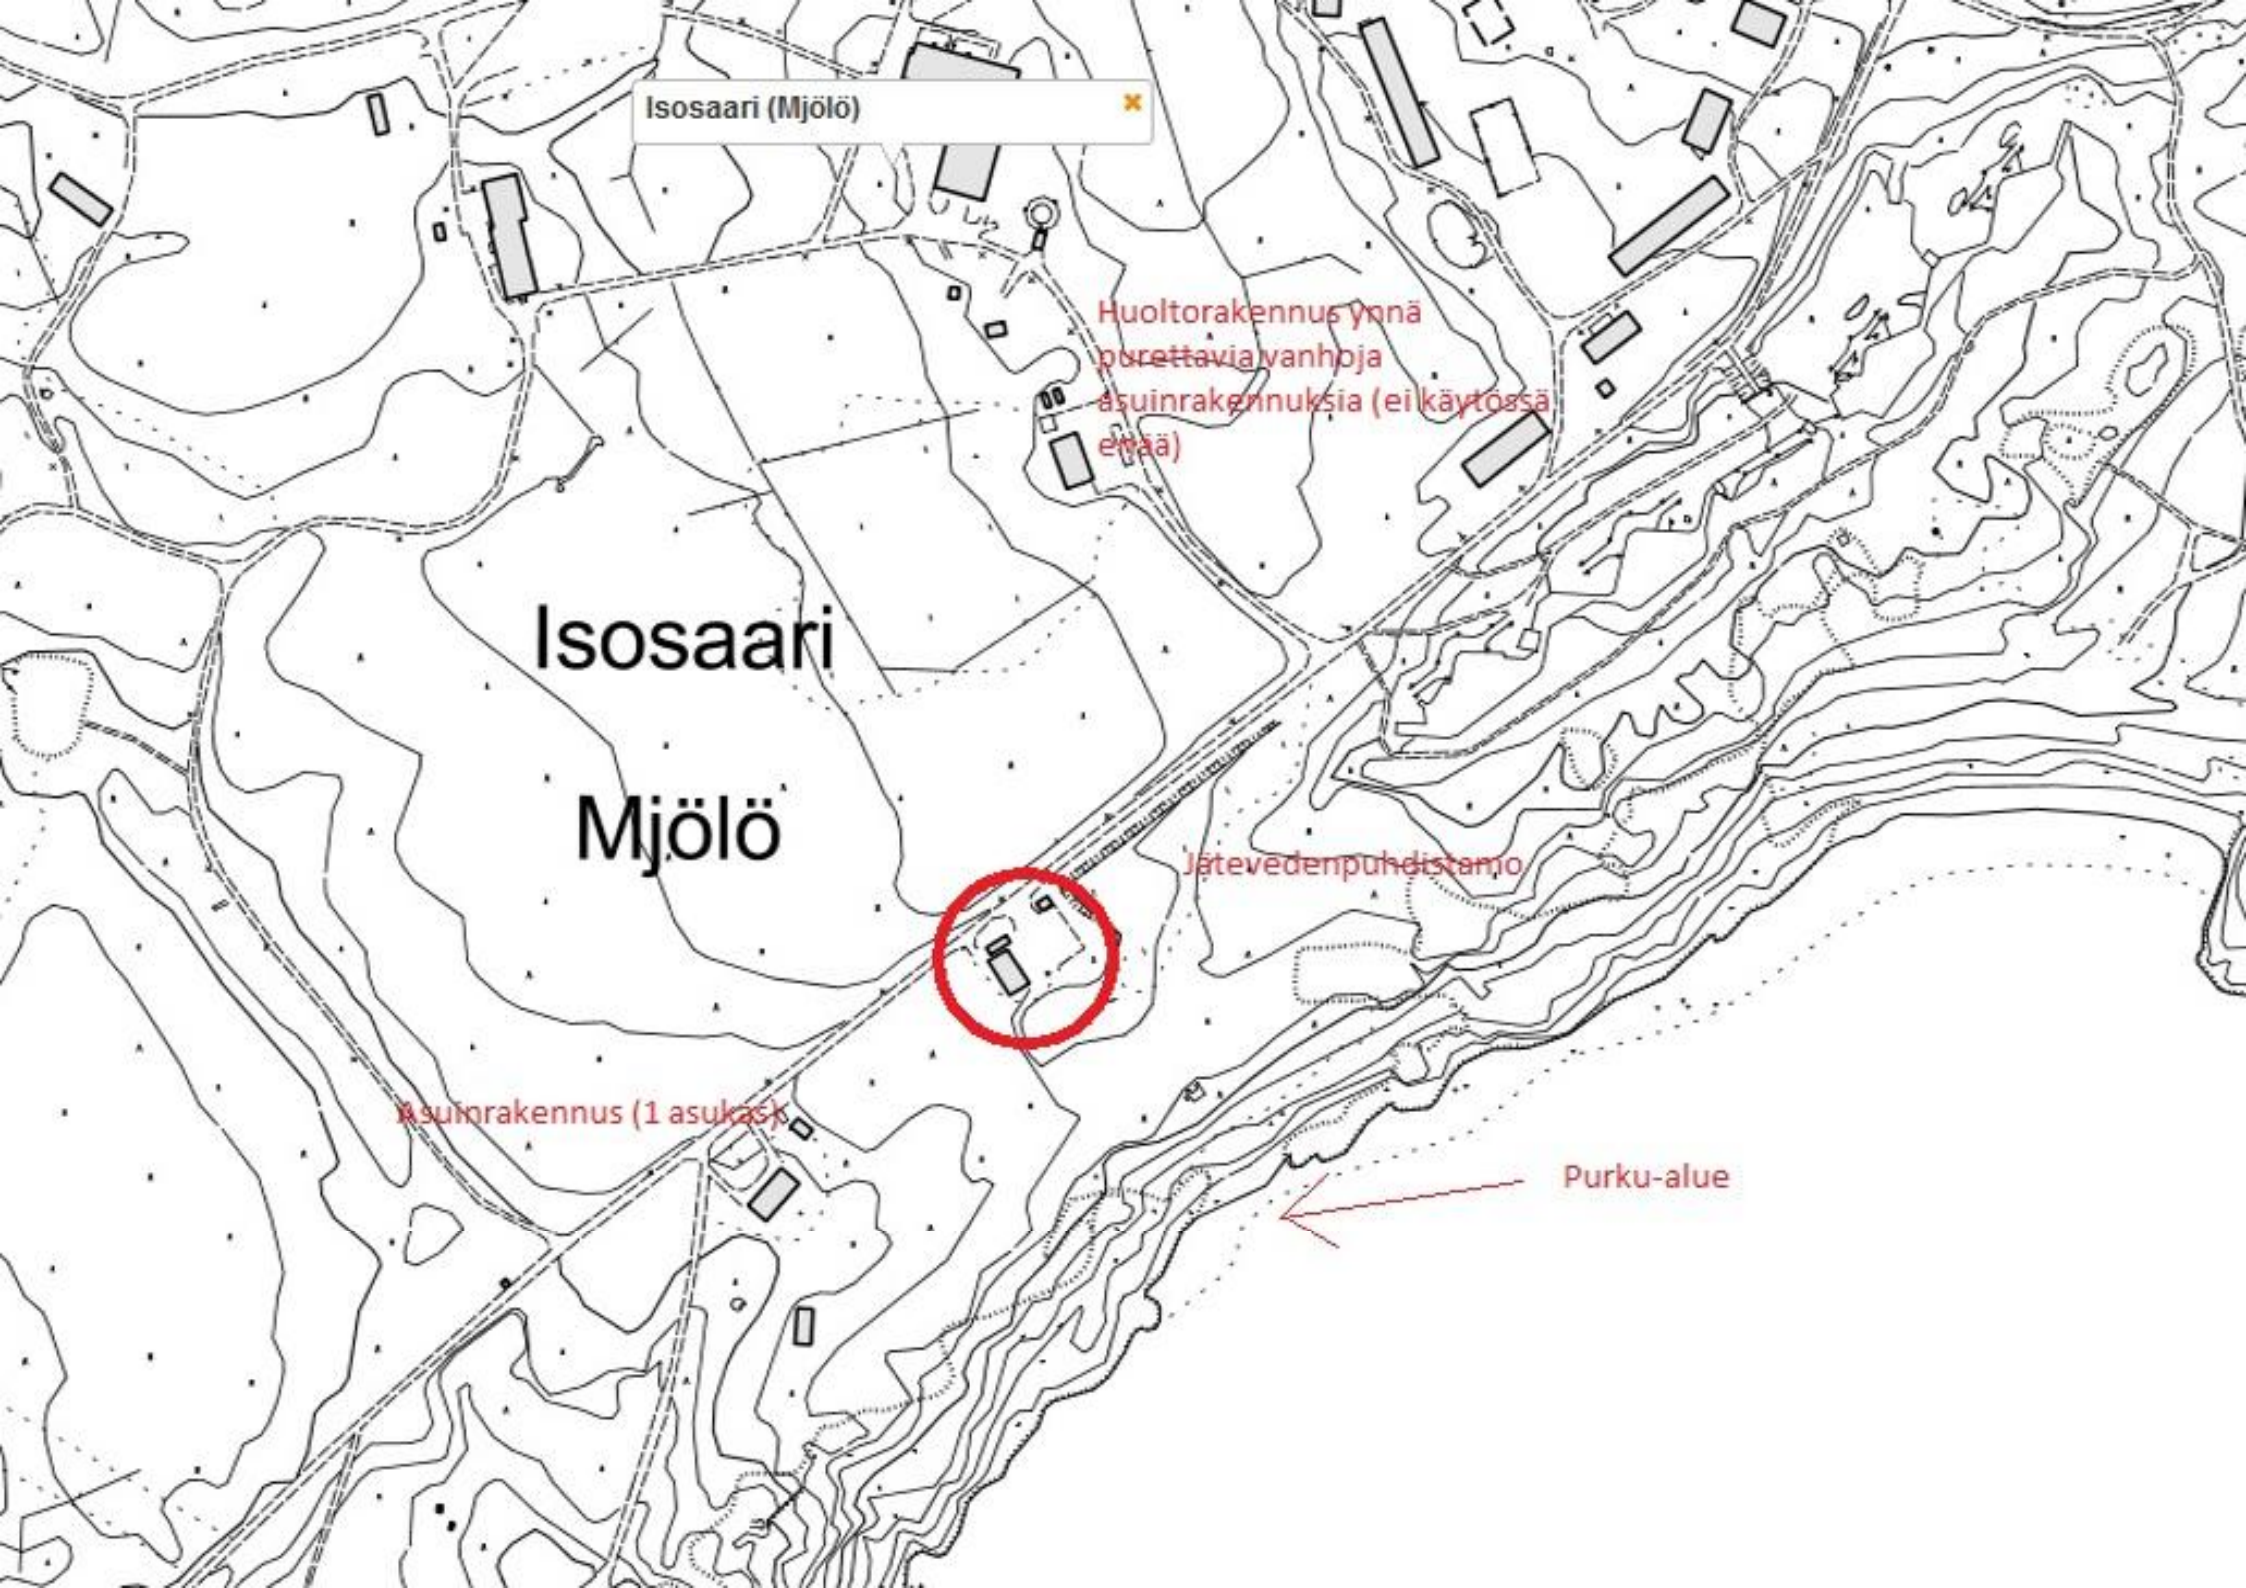 Isosaari (Mjölö)
Huoltorakennus ynnä
purettavia vanhoja
asuinrakennuksia (ei käytössä
enää)
Isosaari
Mjölö
Jätevedenpuhdistamo
Asuinrakennus (1 asukas)
Purku-alue